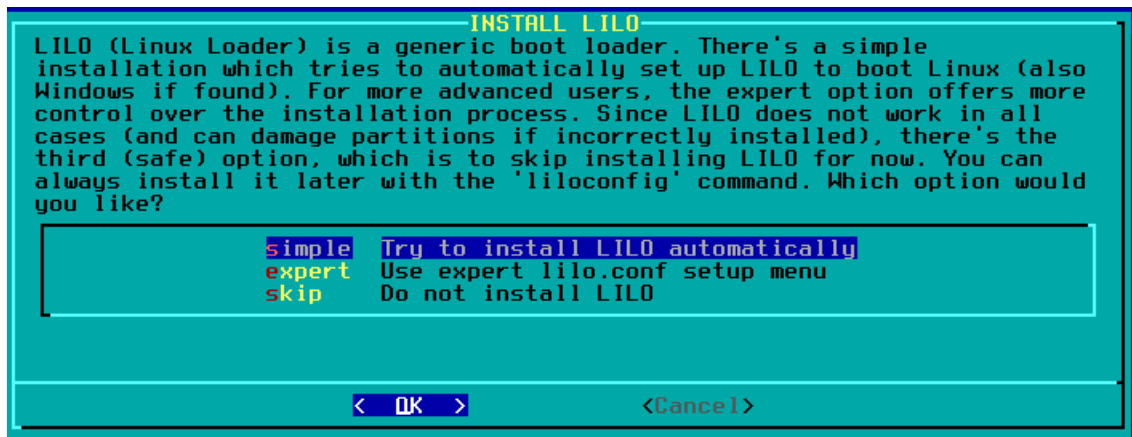 INSTALL LILO
LILO (Linux Loader) is a generic boot loader. There's a simple
installation which tries to automatically set up LILO to boot Linux (also
Windows if found). For more advanced users, the expert option offers more
control over the installation process. Since LILO does not work in all
cases (and can damage partitions if incorrectly installed), there's the
third (safe) option, which is to skip installing LILO for now. You can
always install it later with the 'liloconfig' command. Which option would
you like?
simple Try to install LILO automatically
expert Use expert lilo.conf setup menu
skip Do not install LILO
< OK > <Cancel>